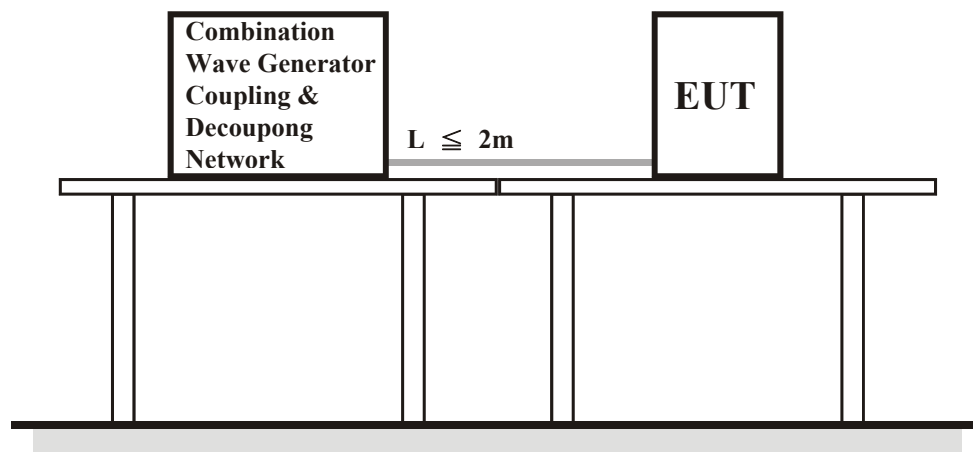 Combination
Wave Generator
Coupling &
Decoupong
Network
L ≦ 2m
EUT